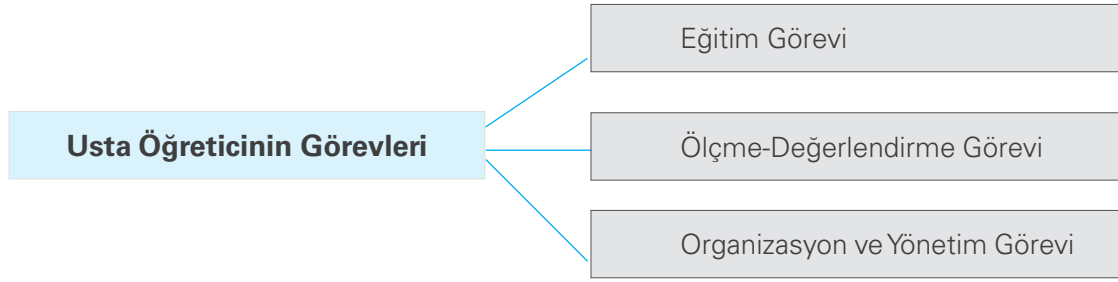 Eğitim Görevi
Usta Öğreticinin Görevleri
Ölçme-Değerlendirme Görevi
Organizasyon ve Yönetim Görevi